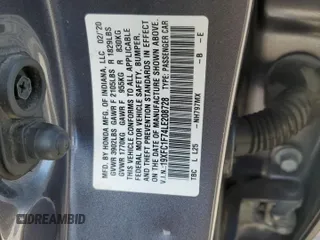 MFD. BY HONDA MFG. OF INDIANA, LLC 02/20
GVWR 3902LBS GAWR F 2105LBS R 1829LBS
GVWR 1770KG GAWR F 955KG R 830KG
THIS VEHICLE CONFORMS TO ALL APPLICABLE
FEDERAL MOTOR VEHICLE SAFETY, BUMPER,
AND THEFT PREVENTION STANDARDS IN EFFECT
ON THE DATE OF MANUFACTURE SHOWN ABOVE.
V.I.N.: 19XFC1F74LE208728 TYPE: PASSENGER CAR
TBC L L2S - NH797MX B - E